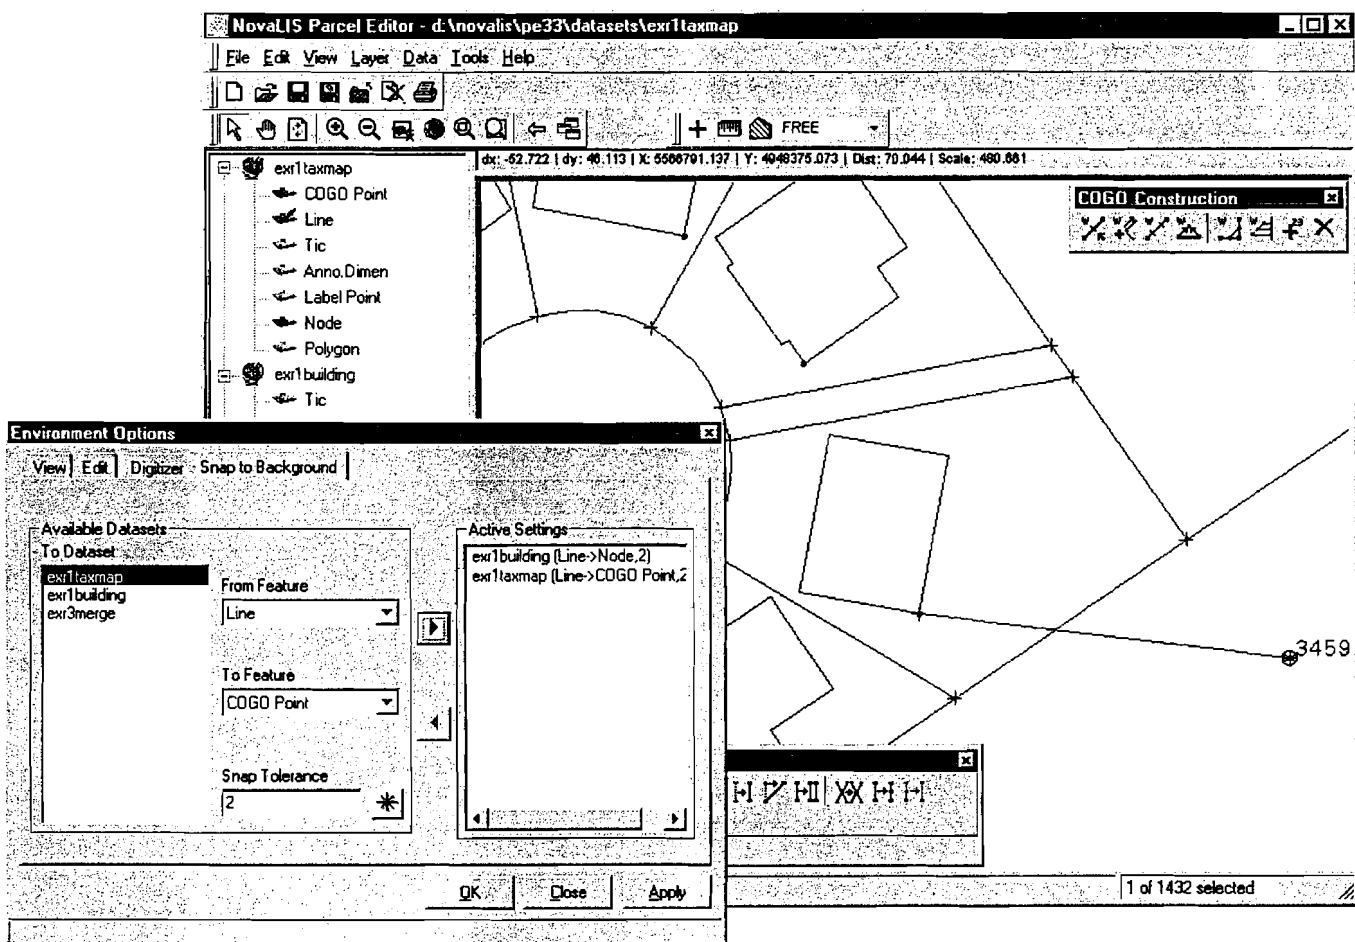 NovaLIS Parcel Editor - d:\novalis\pe33\datasets\exr1taxmap
File Edit View Layer Data Tools Help
FREE
dx: -52.722 | dy: 46.113 | X: 5566791.137 | Y: 4948375.073 | Dist: 70.044 | Scale: 480.661
exr1taxmap
COGO Point
Line
Tic
Anno.Dimen
Label Point
Node
Polygon
exr1building
Tic
COGO Construction
3459
Environment Options
View Edit Digitizer Snap to Background
Available Datasets
To Dataset
exr1taxmap
exr1building
exr3merge
From Feature
Line
To Feature
COGO Point
Snap Tolerance
2
Active Settings
exr1building (Line->Node,2)
exr1taxmap (Line->COGO Point,2
OK Close Apply
1 of 1432 selected